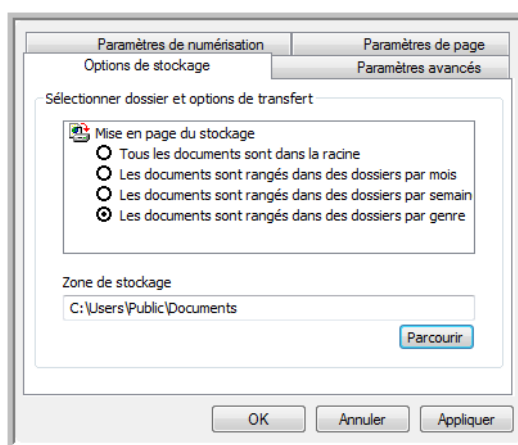 Paramètres de numérisation Paramètres de page
Options de stockage Paramètres avancés
Sélectionner dossier et options de transfert
Mise en page du stockage
Tous les documents sont dans la racine
Les documents sont rangés dans des dossiers par mois
Les documents sont rangés dans des dossiers par semain
Les documents sont rangés dans des dossiers par genre
Zone de stockage
C:\Users\Public\Documents
Parcourir
OK Annuler Appliquer